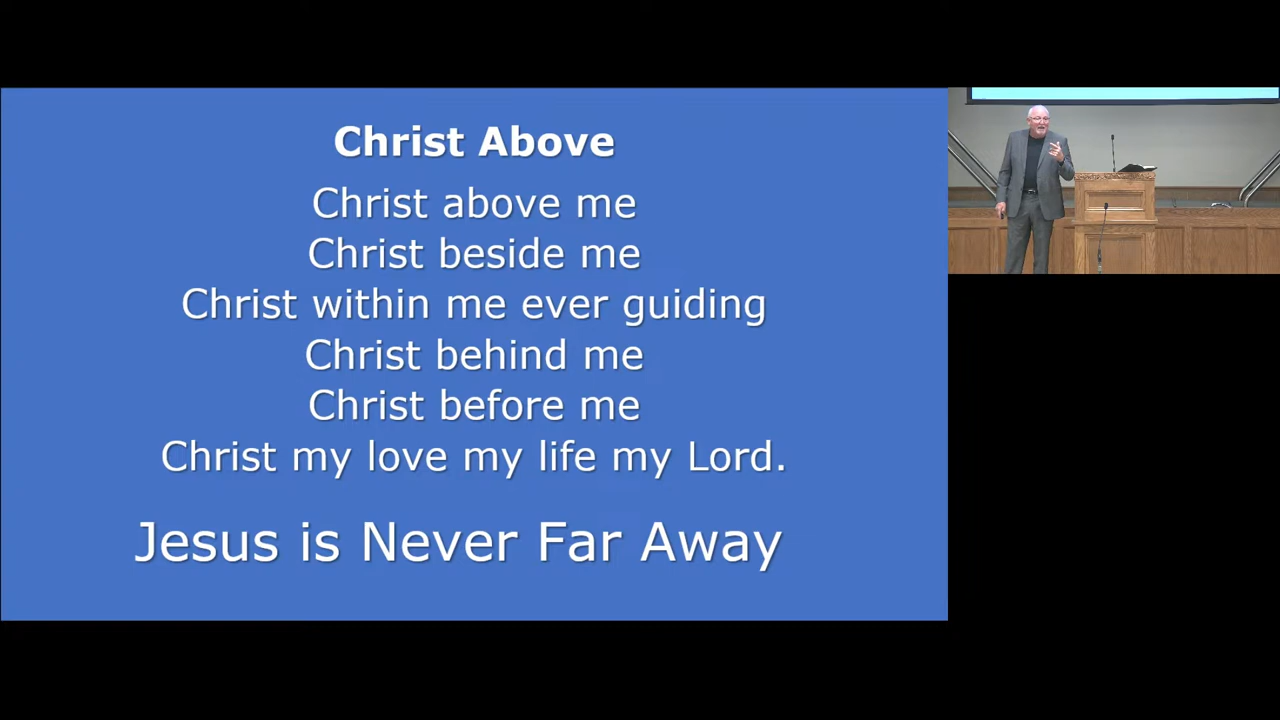 Christ Above
Christ above me
Christ beside me
Christ within me ever guiding
Christ behind me
Christ before me
Christ my love my life my Lord.
Jesus is Never Far Away